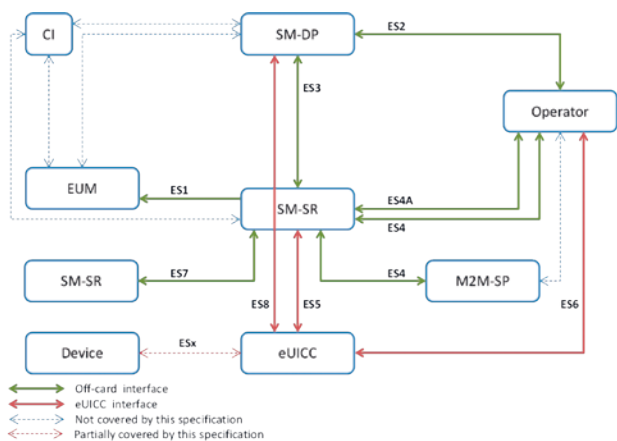 CI
SM-DP
ES2
ES3
Operator
EUM
ES1
SM-SR
ES4A
ES4
SM-SR
ES7
ES8
ES5
ES4
M2M-SP
ES6
Device
ESx
eUICC
Off-card interface
eUICC interface
Not covered by this specification
Partially covered by this specification